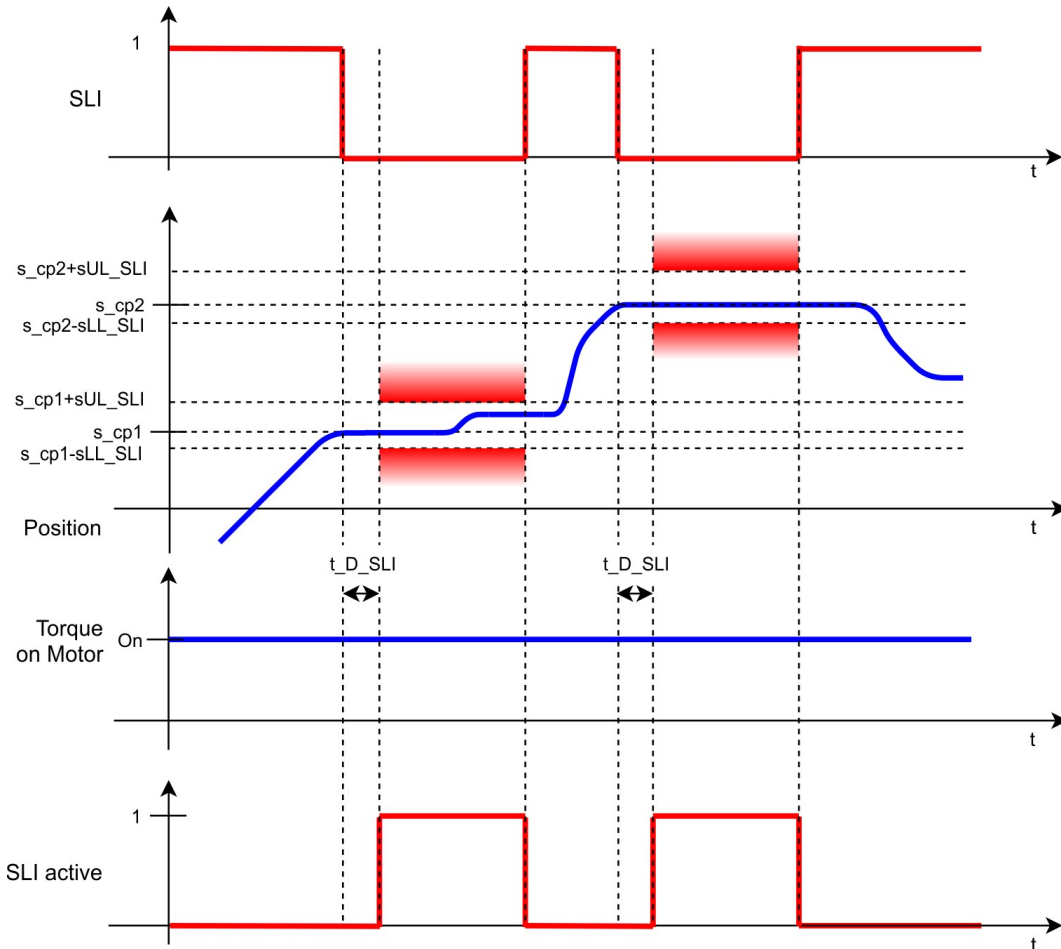 1
SLI
t
s_cp2+sUL_SLI
s_cp2
s_cp2-sLL_SLI
s_cp1+sUL_SLI
s_cp1
s_cp1-sLL_SLI
Position
t
t_D_SLI
t_D_SLI
Torque
on Motor
On
t
1
SLI active
t